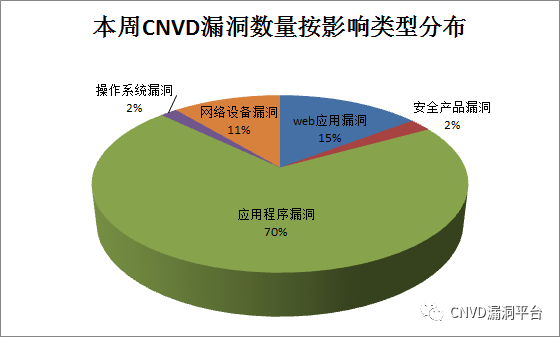 本周CNVD漏洞数量按影响类型分布
操作系统漏洞
2%
网络设备漏洞
11%
web应用漏洞
15%
安全产品漏洞
2%
应用程序漏洞
70%
CNVD漏洞平台